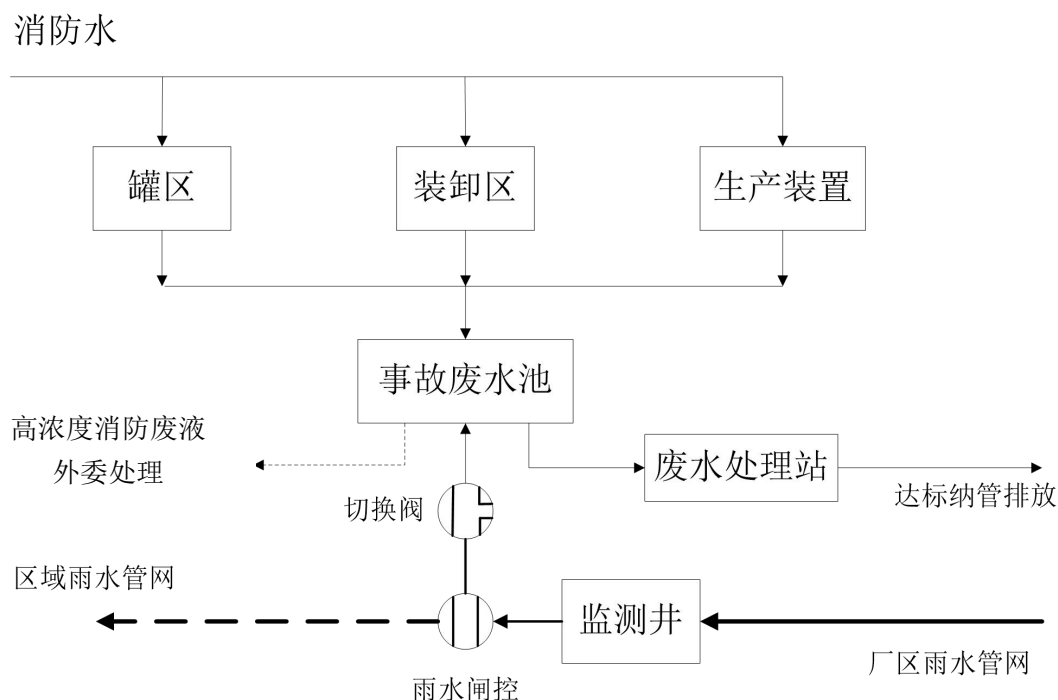 消防水
罐区
装卸区
生产装置
事故废水池
高浓度消防废液
外委处理
废水处理站
达标纳管排放
切换阀
区域雨水管网
监测井
厂区雨水管网
雨水闸控